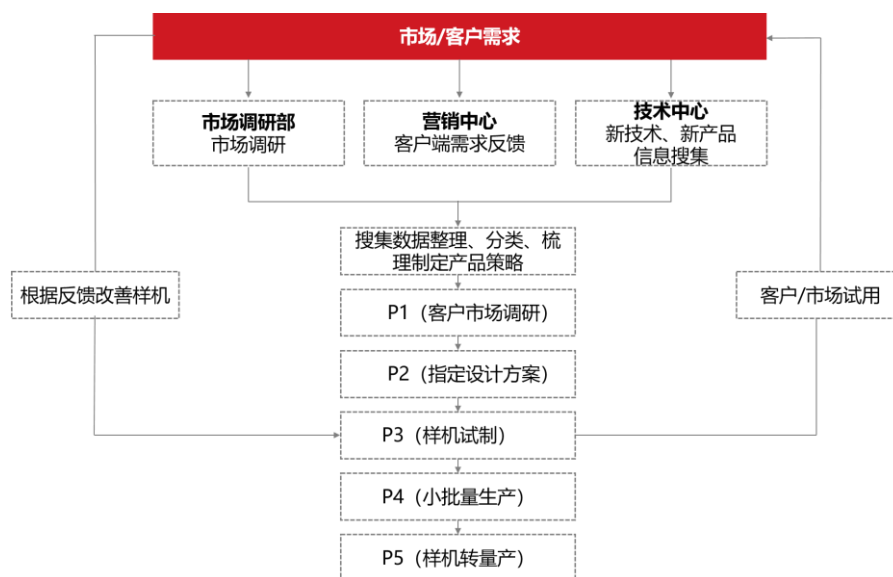 市场/客户需求
市场调研部
市场调研
营销中心
客户端需求反馈
技术中心
新技术、新产品
信息搜集
搜集数据整理、分类、梳
理制定产品策略
根据反馈改善样机
P1（客户市场调研）
客户/市场试用
P2（指定设计方案）
P3（样机试制）
P4（小批量生产）
P5（样机转量产）